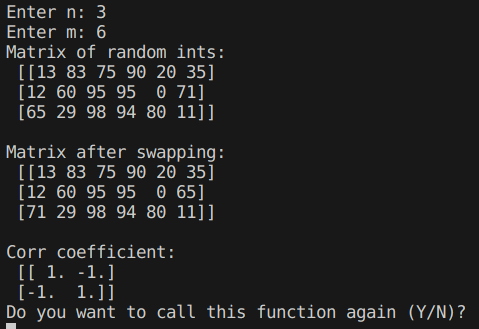 Enter n: 3
Enter m: 6
Matrix of random ints:
 [[13 83 75 90 20 35]
 [12 60 95 95  0 71]
 [65 29 98 94 80 11]]

Matrix after swapping:
 [[13 83 75 90 20 35]
 [12 60 95 95  0 65]
 [71 29 98 94 80 11]]

Corr coefficient:
 [[ 1. -1.]
 [-1.  1.]]
Do you want to call this function again (Y/N)?